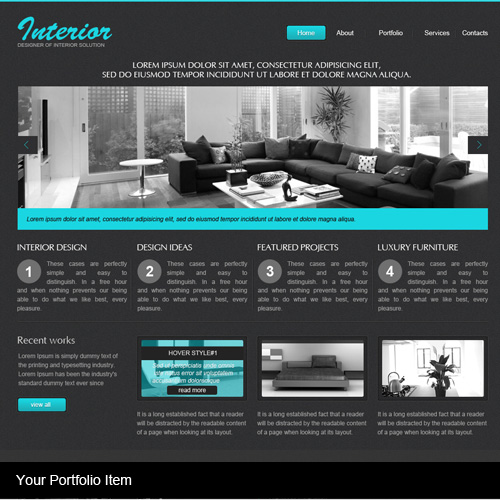 Interior
DESIGNER OF INTERIOR SOLUTION
Home About Portfolio Services Contacts
LOREM IPSUM DOLOR SIT AMET, CONSECTETUR ADIPISICING ELIT,
SED DO EIUSMOD TEMPOR INCIDIDUNT UT LABORE ET DOLORE MAGNA ALIQUA.
Lorem ipsum dolor sit amet, consectetur adipisicing elit, sed do eiusmod tempor incididunt ut labore et dolore magna aliqua.
INTERIOR DESIGN
1
These cases are perfectly
simple and easy to
distinguish. In a free hour
and when nothing prevents our being
able to do what we like best, every
pleasure.
DESIGN IDEAS
2
These cases are perfectly
simple and easy to
distinguish. In a free hour
and when nothing prevents our being
able to do what we like best, every
pleasure.
FEATURED PROJECTS
3
These cases are perfectly
simple and easy to
distinguish. In a free hour
and when nothing prevents our being
able to do what we like best, every
pleasure.
LUXURY FURNITURE
4
These cases are perfectly
simple and easy to
distinguish. In a free hour
and when nothing prevents our being
able to do what we like best, every
pleasure.
Recent works
Lorem Ipsum is simply dummy text of
the printing and typesetting industry.
Lorem Ipsum has been the industry's
standard dummy text ever since
view all
HOVER STYLE#1
Sed ut perspiciatis unde omnis
iste natus error sit voluptatem
accusantium doloremque
read more
It is a long established fact that a reader
will be distracted by the readable content
of a page when looking at its layout.
It is a long established fact that a reader
will be distracted by the readable content
of a page when looking at its layout.
It is a long established fact that a reader
will be distracted by the readable content
of a page when looking at its layout.
Your Portfolio Item